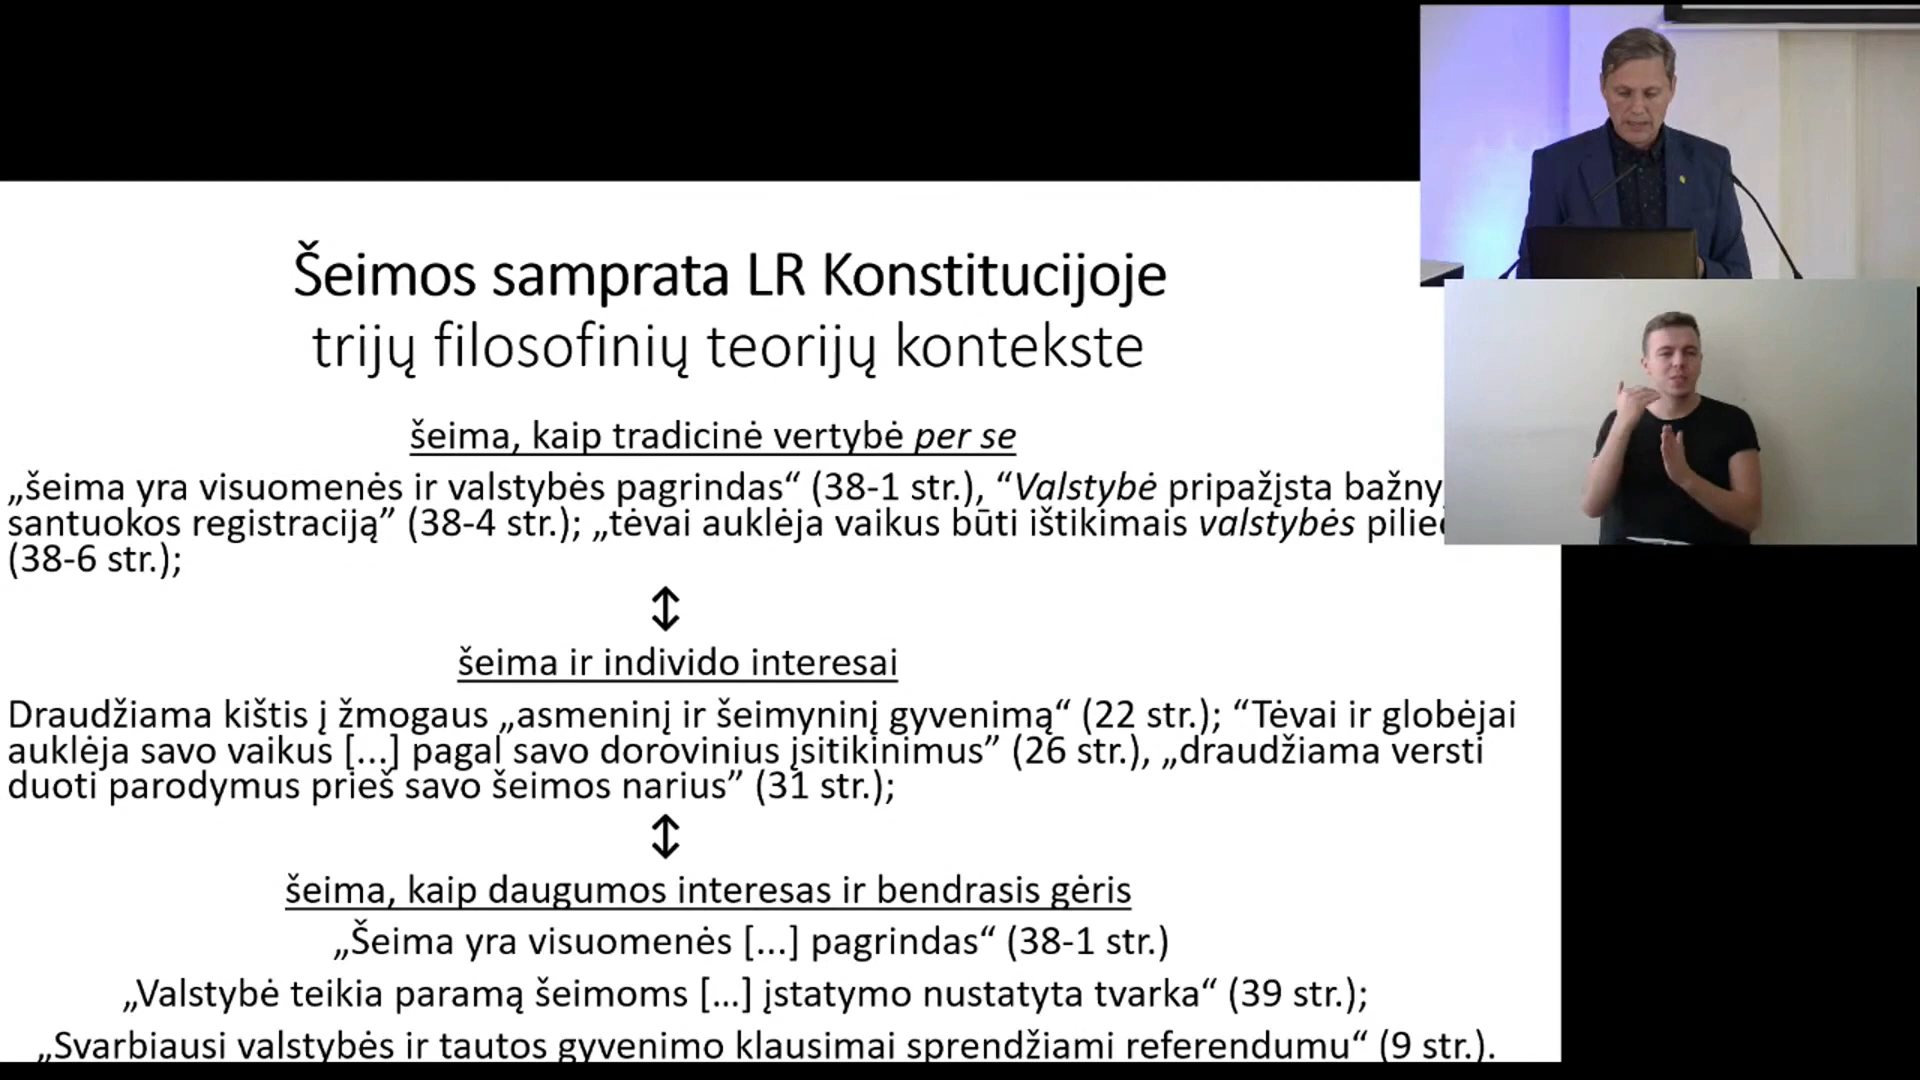 Šeimos samprata LR Konstitucijoje
trijų filosofinių teorijų kontekste
šeima, kaip tradicinė vertybė per se
„šeima yra visuomenės ir valstybės pagrindas“ (38-1 str.), “Valstybė pripažįsta
santuokos registraciją” (38-4 str.); „tėvai auklėja vaikus būti ištikimais valstybės
(38-6 str.);
↕
šeima ir individo interesai
Draudžiama kištis į žmogaus „asmeninį ir šeimyninį gyvenimą“ (22 str.); “Tėvai ir globėjai
auklėja savo vaikus [...] pagal savo dorovinius įsitikinimus” (26 str.), „draudžiama versti
duoti parodymus prieš savo šeimos narius” (31 str.);
↕
šeima, kaip daugumos interesas ir bendrasis gėris
„Šeima yra visuomenės [...] pagrindas“ (38-1 str.)
„Valstybė teikia paramą šeimoms [...] įstatymo nustatyta tvarka“ (39 str.);
„Svarbiausi valstybės ir tautos gyvenimo klausimai sprendžiami referendumu“ (9 str.).